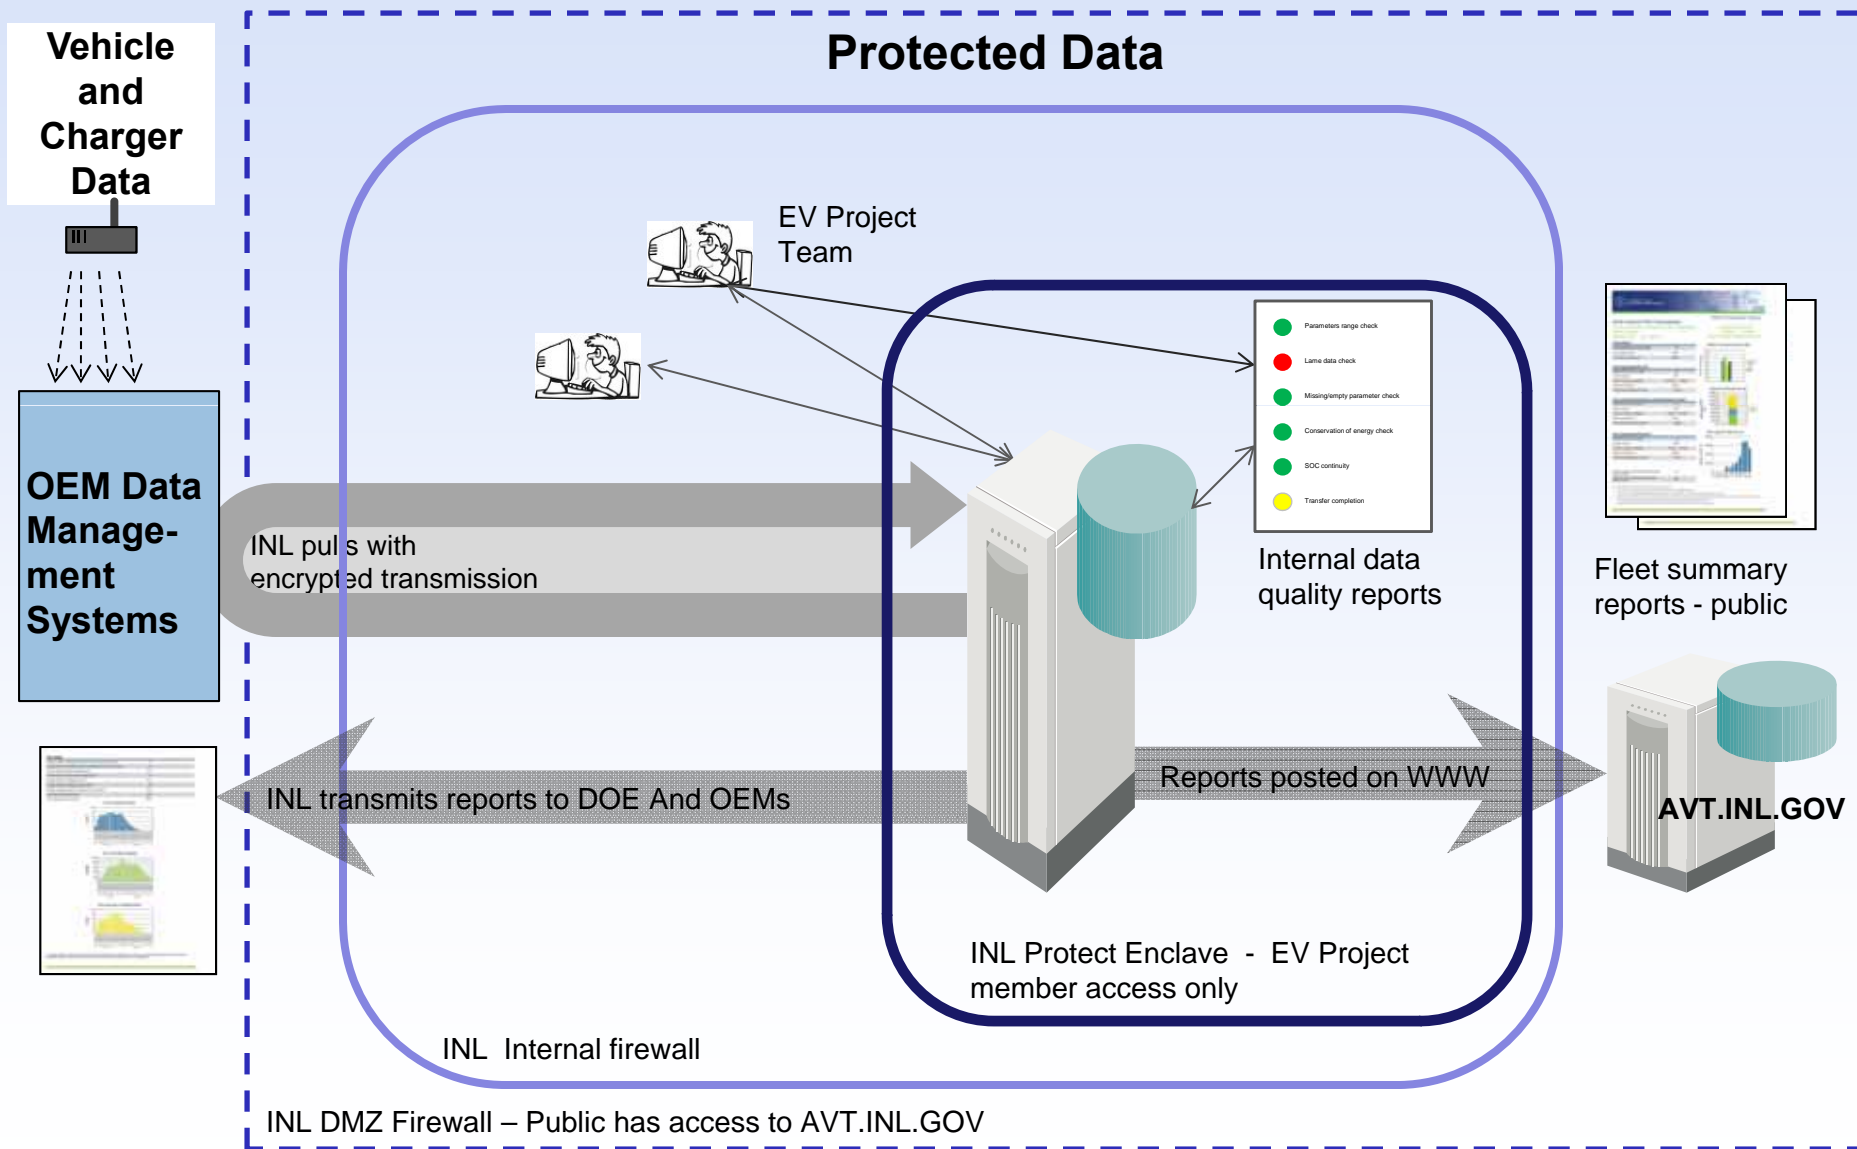 Protected Data
Vehicle
and
Charger
Data
EV Project
Team
Parameters range check
Lame data check
Missing/empty parameter check
Conservation of energy check
SOC continuity
Transfer completion
OEM Data
Manage-
ment
Systems
INL pulls with
encrypted transmission
Internal data
quality reports
Fleet summary
reports - public
INL transmits reports to DOE And OEMs
Reports posted on WWW
AVT.INL.GOV
INL Protect Enclave - EV Project
member access only
INL Internal firewall
INL DMZ Firewall – Public has access to AVT.INL.GOV